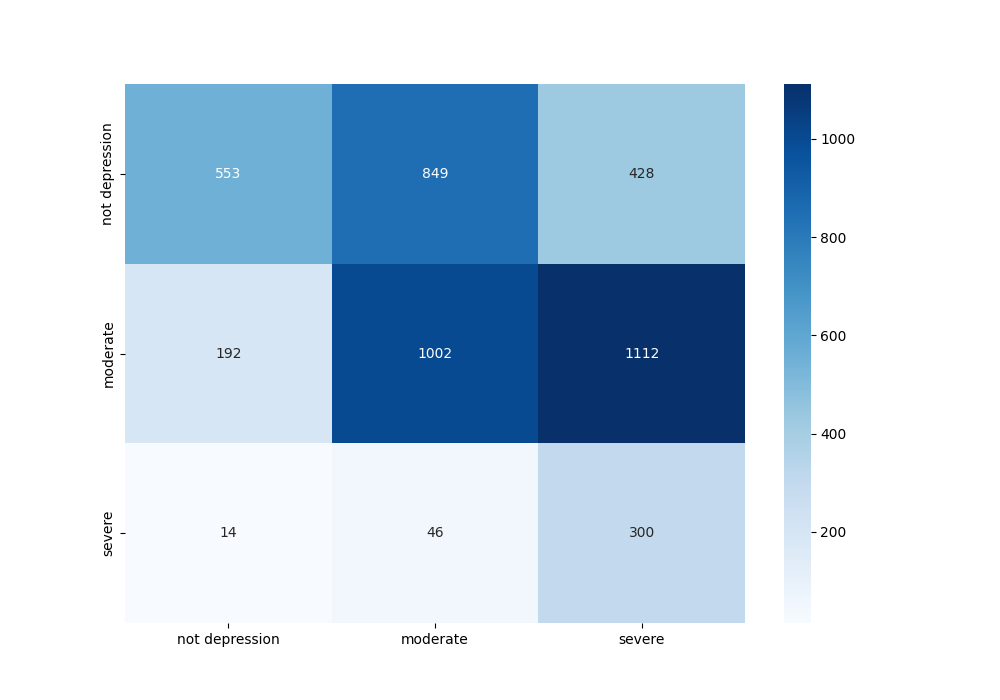 not depression 553 849 428
moderate 192 1002 1112
severe 14 46 300
not depression moderate severe
1000
800
600
400
200